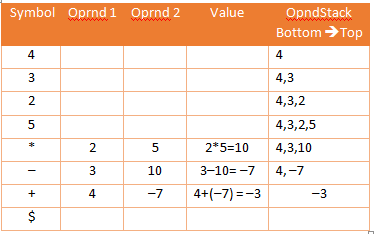 Symbol Oprnd 1 Oprnd 2 Value OpndStack
Bottom → Top
4 4
3 4,3
2 4,3,2
5 4,3,2,5
* 2 5 2*5=10 4,3,10
– 3 10 3–10= –7 4,–7
+ 4 –7 4+(–7) =–3 –3
$